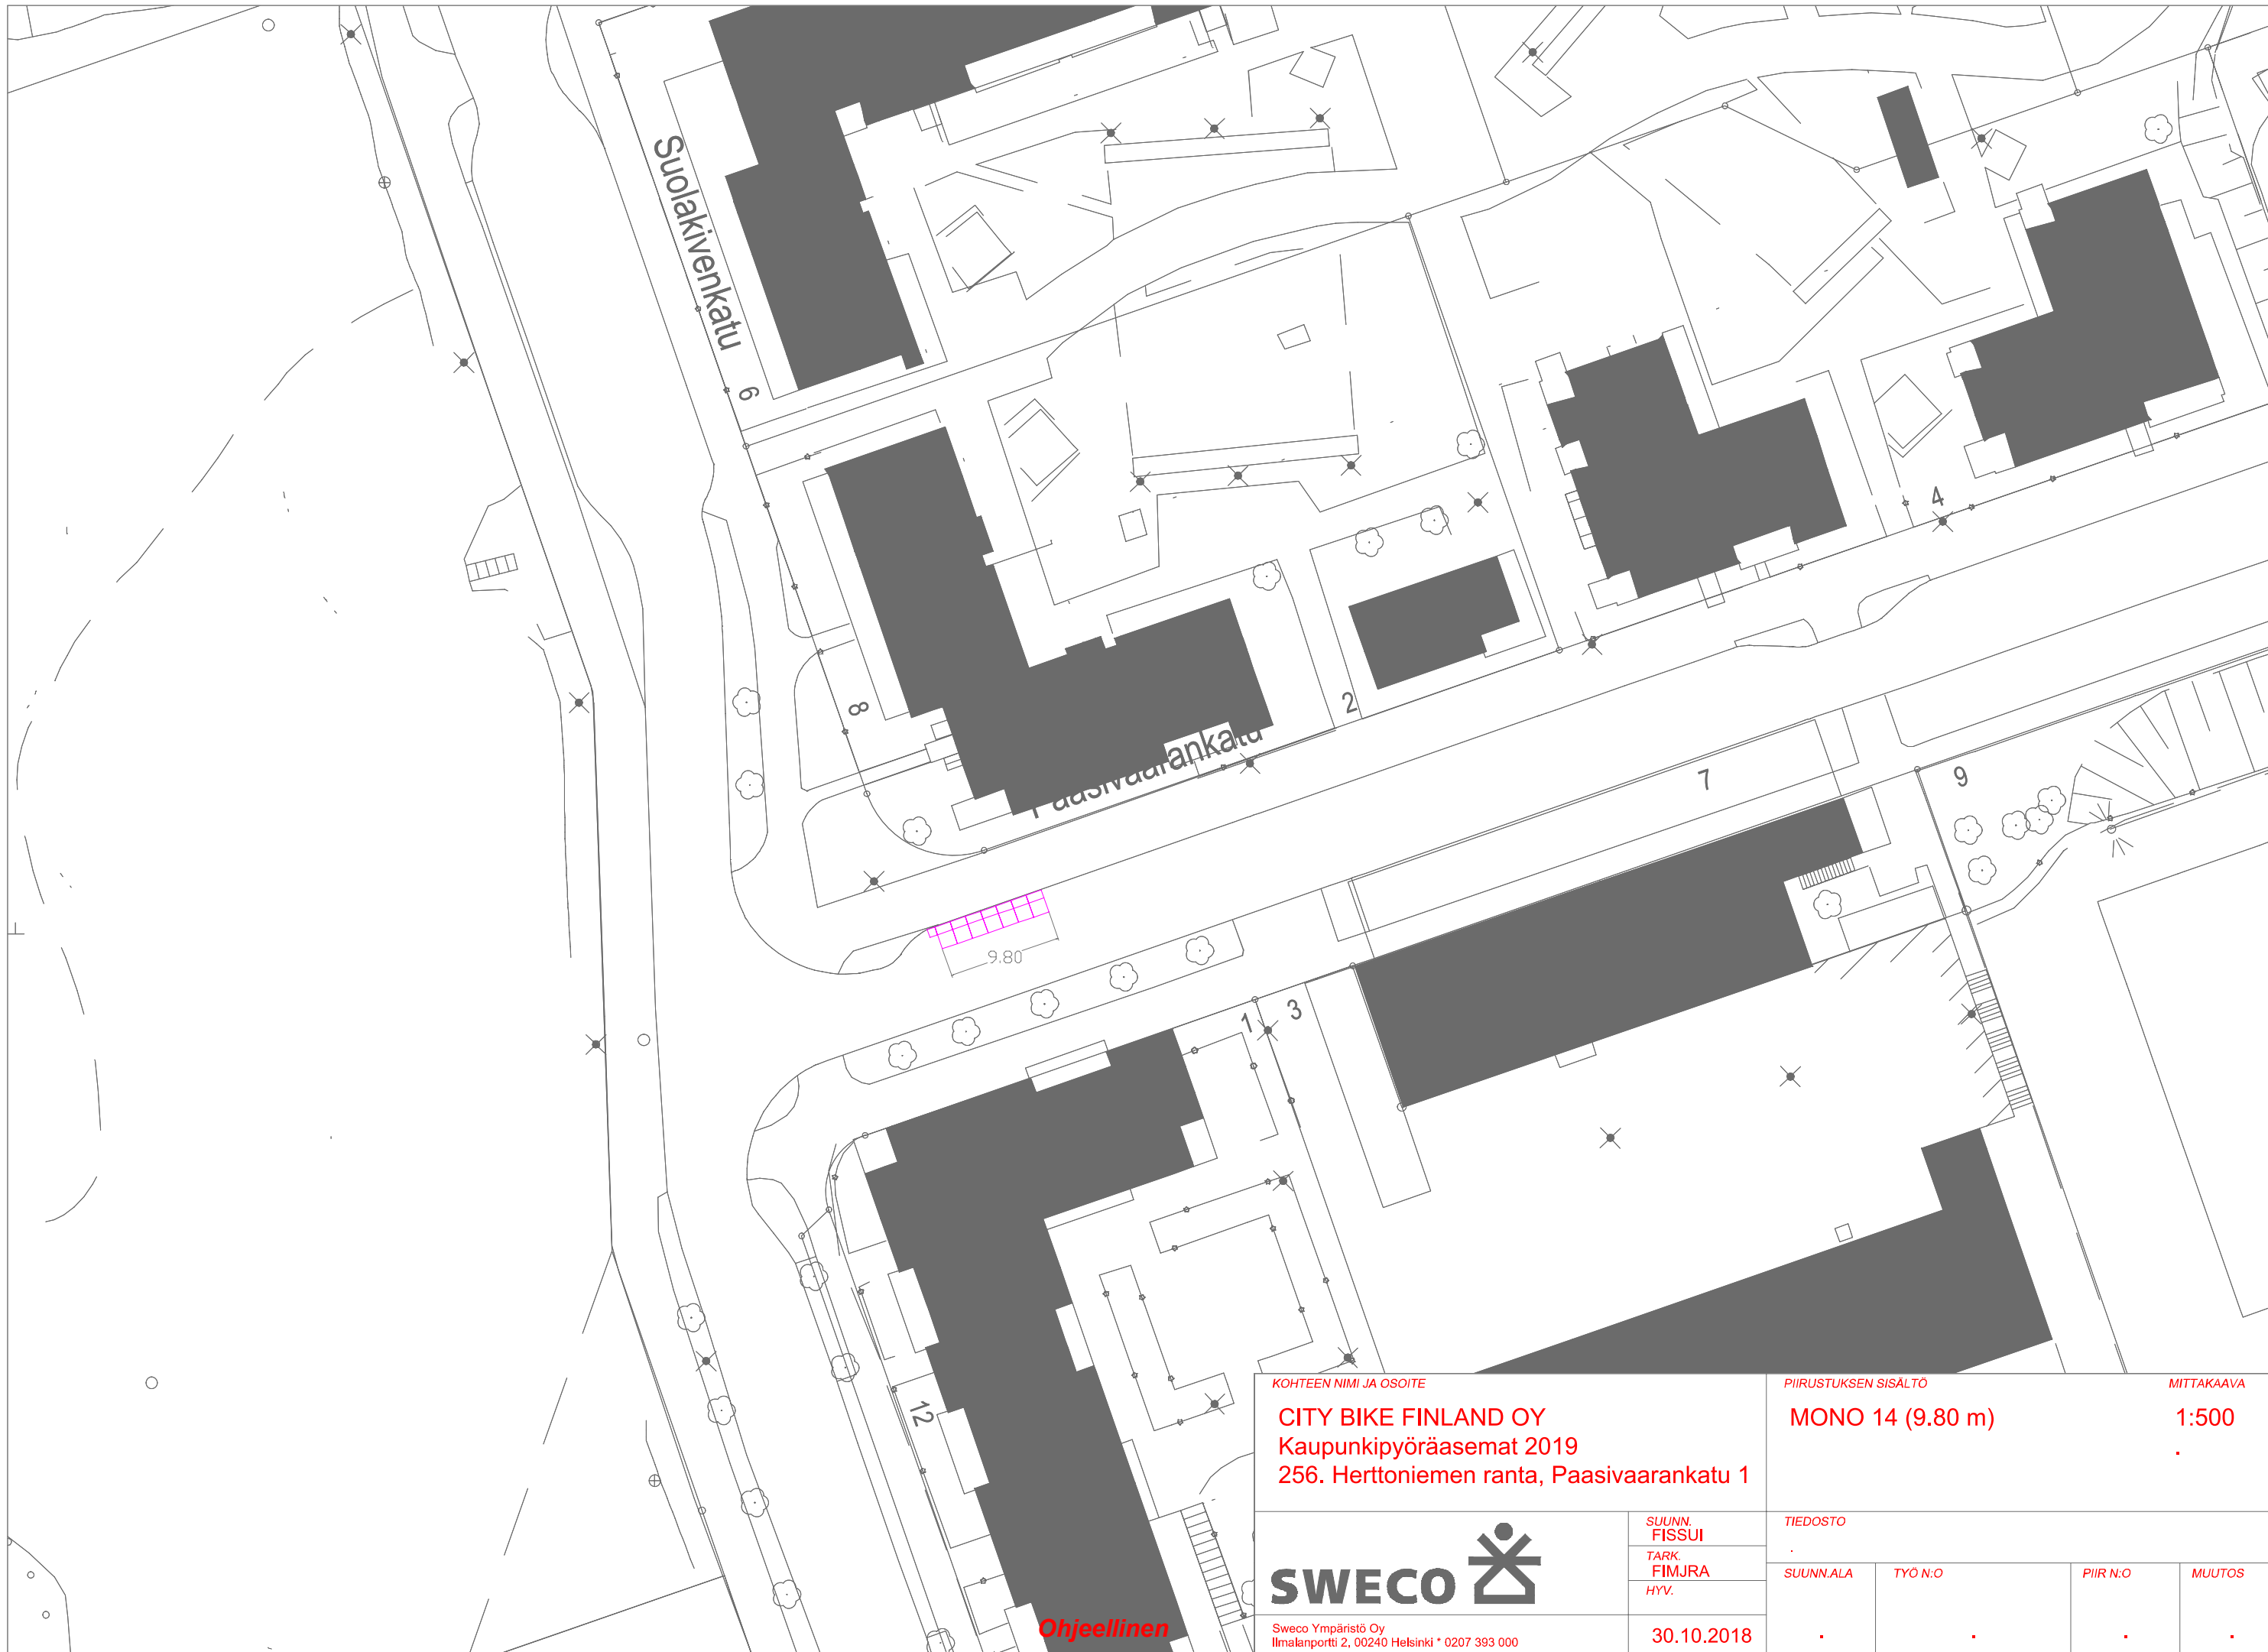 Suolakivenkatu
6
4
8
2
Paasivaarankatu
7
9
9.80
1
3
12
KOHTEEN NIMI JA OSOITE
CITY BIKE FINLAND OY
Kaupunkipyöräasemat 2019
256. Herttoniemen ranta, Paasivaarankatu 1
PIIRUSTUKSEN SISÄLTÖ
MITTAKAAVA
MONO 14 (9.80 m)
1:500
.
SWECO
SUUNN.
FISSUI
TARK.
FIMJRA
HYV.
TIEDOSTO
.
SUUNN.ALA
TYÖ N:O
PIIR N:O
MUUTOS
. . . .
Ohjeellinen
Sweco Ympäristö Oy
Ilmalanportti 2, 00240 Helsinki * 0207 393 000
30.10.2018